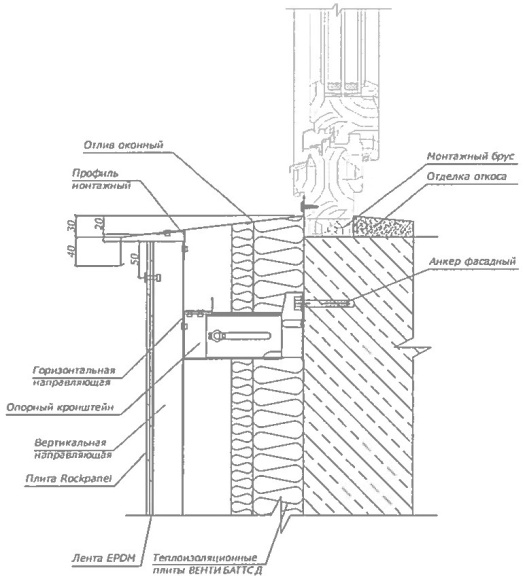 Отлив оконный
Профиль
монтажный
Монтажный брус
Отделка откоса
30
20
40
50
Анкер фасадный
Горизонтальная
направляющая
Опорный кронштейн
Вертикальная
направляющая
Плита Rockpanel
Лента EPDM
Теплоизоляционные
плиты ВЕНТИ БАТТС Д